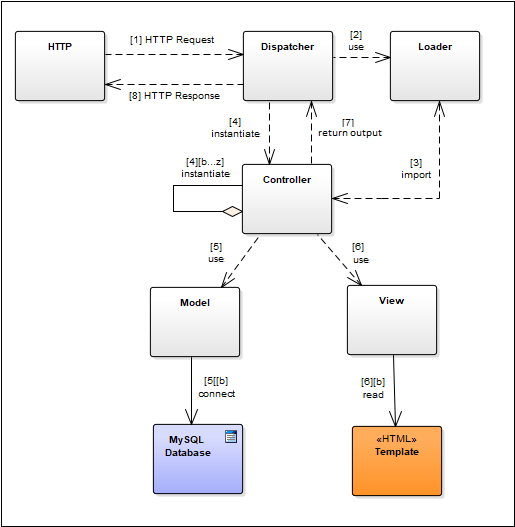 HTTP
[1] HTTP Request
Dispatcher
[2]
use
Loader
[8] HTTP Response
[4]
instantiate
[7]
return output
[3]
import
[4][b...z]
instantiate
Controller
[5]
use
[6]
use
Model
View
[5[[b]
connect
[6][b]
read
MySQL
Database
«HTML»
Template